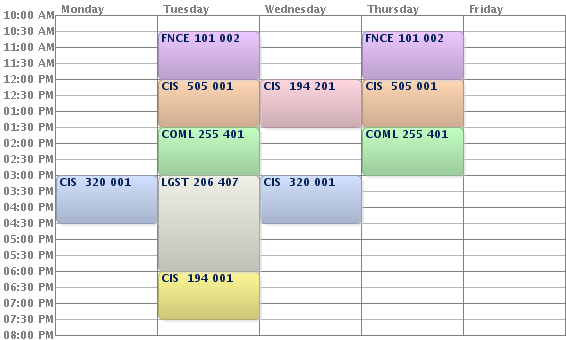 Monday Tuesday Wednesday Thursday Friday
10:00 AM
10:30 AM
FNCE 101 002 FNCE 101 002
11:00 AM
11:30 AM
12:00 PM
CIS 505 001 CIS 194 201 CIS 505 001
12:30 PM
01:00 PM
01:30 PM
COML 255 401 COML 255 401
02:00 PM
02:30 PM
03:00 PM
CIS 320 001 LGST 206 407 CIS 320 001
03:30 PM
04:00 PM
04:30 PM
05:00 PM
05:30 PM
06:00 PM
CIS 194 001
06:30 PM
07:00 PM
07:30 PM
08:00 PM